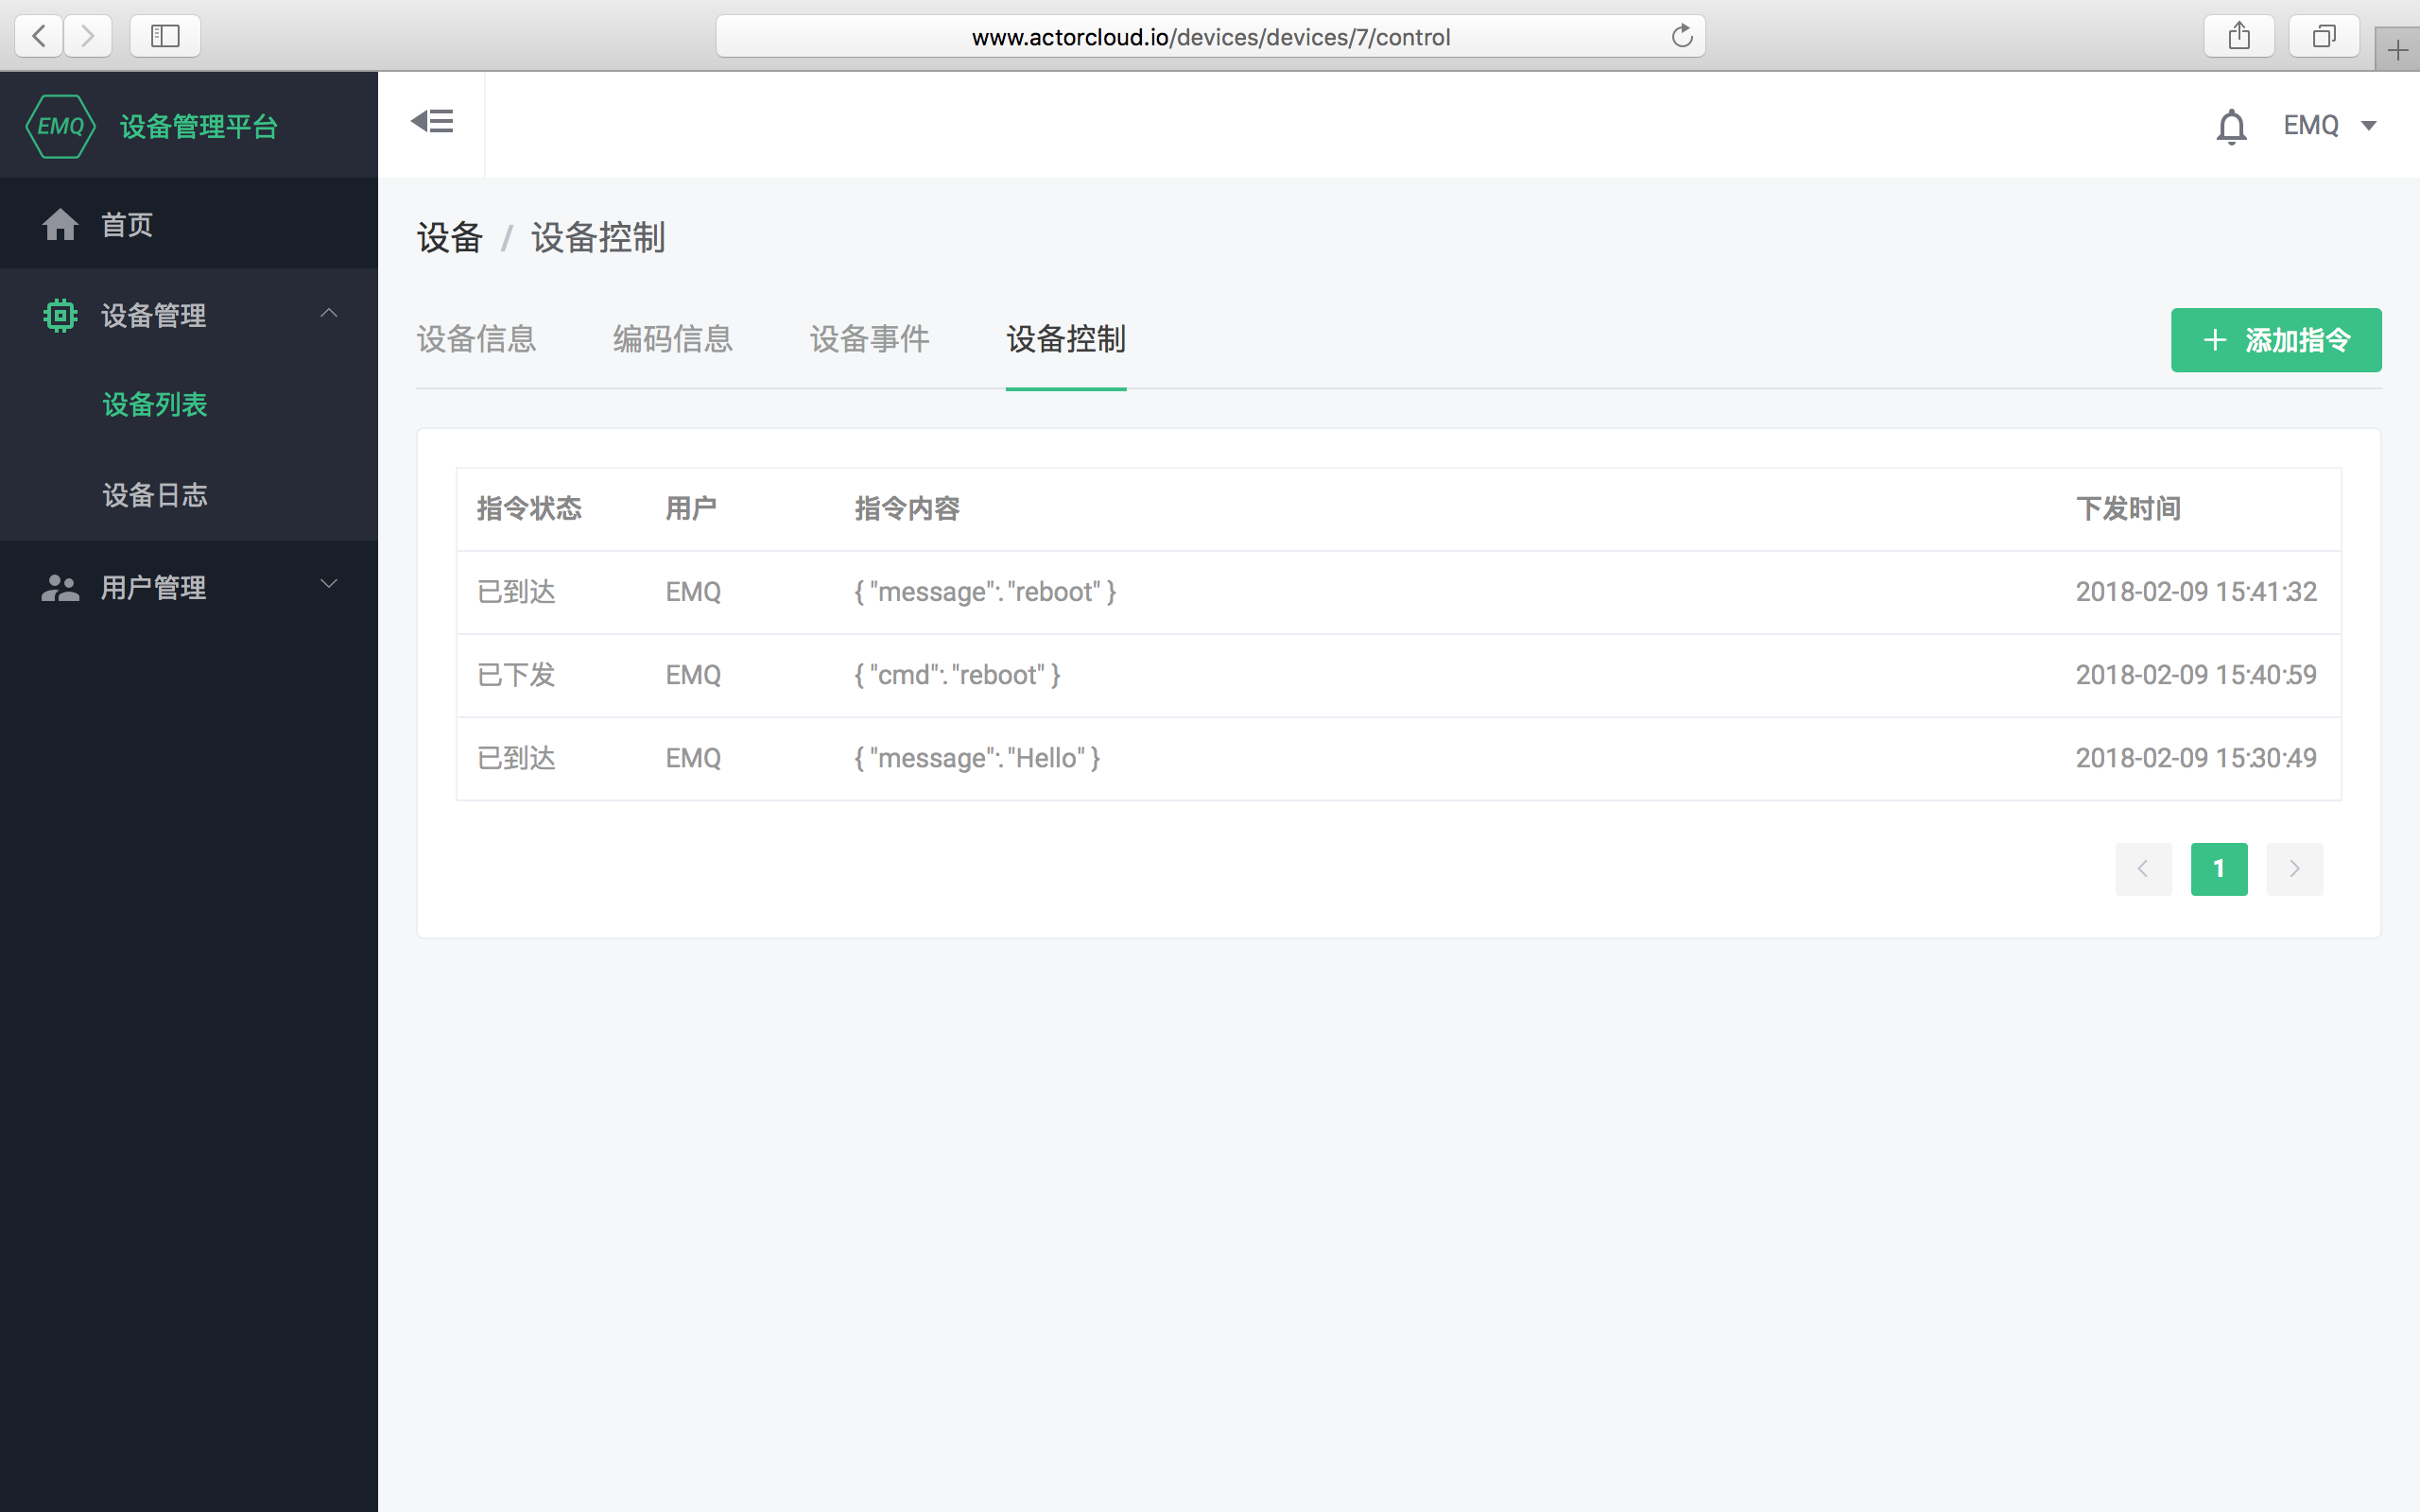 www.actorcloud.io/devices/devices/7/control
EMQ 设备管理平台
EMQ
首页
设备管理
设备列表
设备日志
用户管理
设备 / 设备控制
设备信息 编码信息 设备事件 设备控制
添加指令
指令状态 用户 指令内容 下发时间
已到达 EMQ { "message": "reboot" } 2018-02-09 15:41:32
已下发 EMQ { "cmd": "reboot" } 2018-02-09 15:40:59
已到达 EMQ { "message": "Hello" } 2018-02-09 15:30:49
1